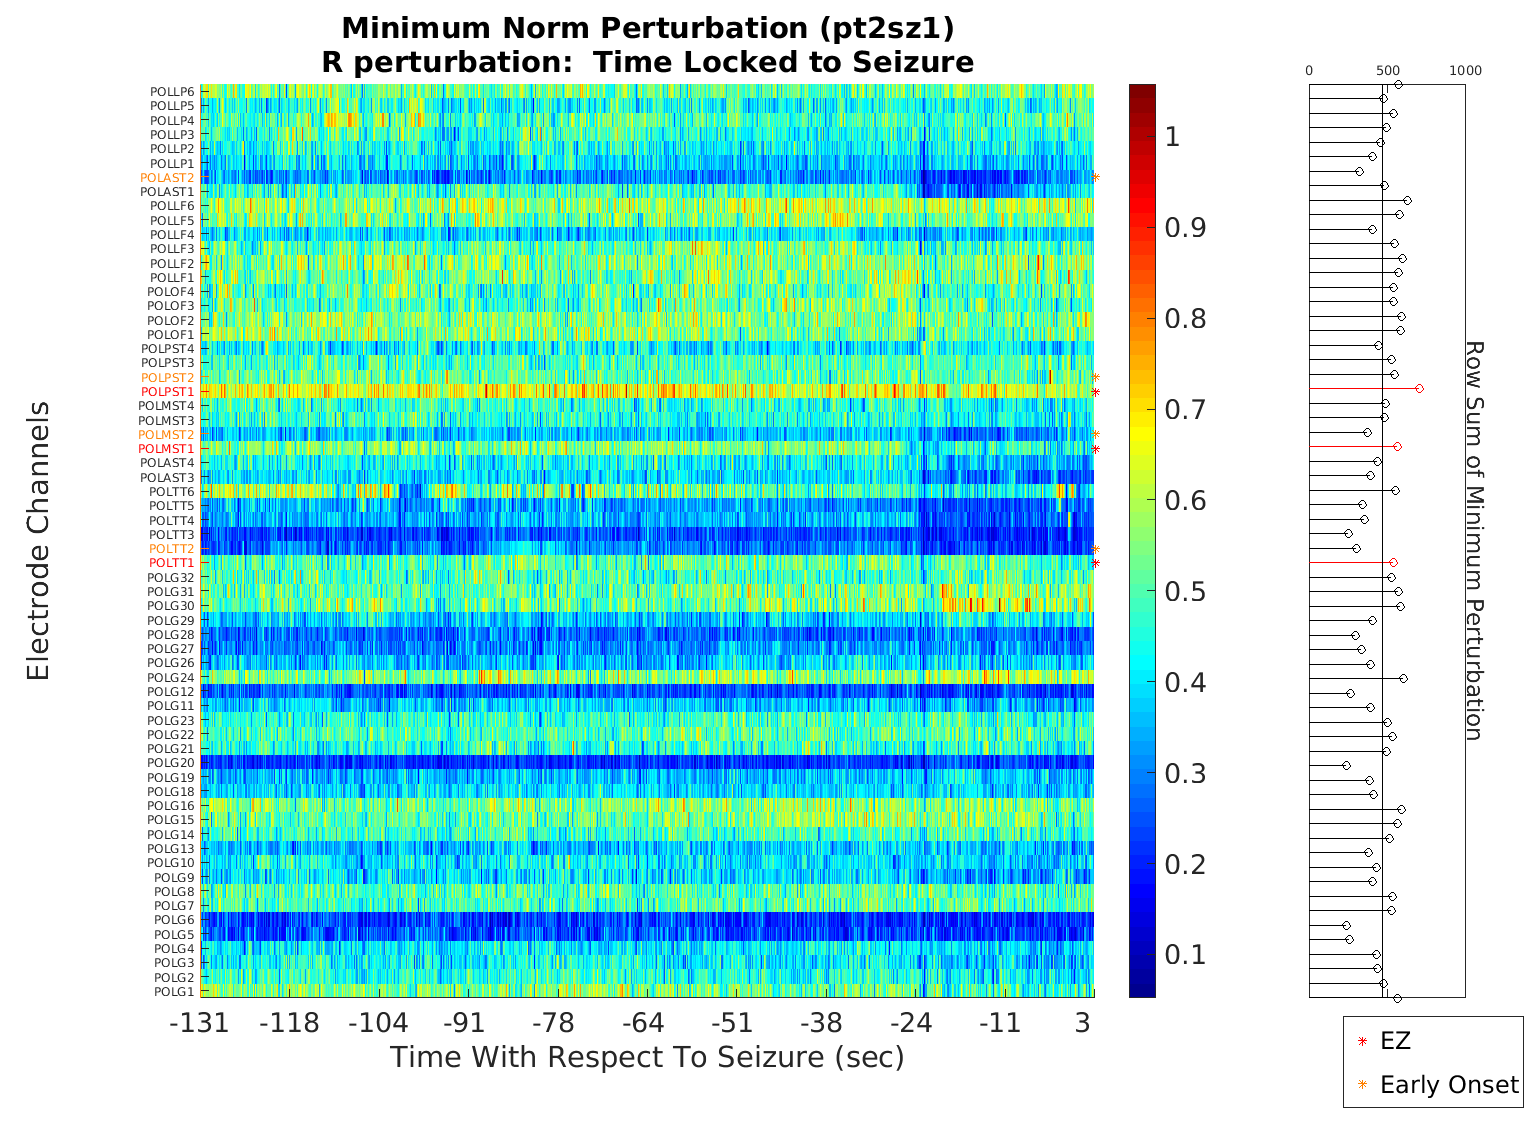 Minimum Norm Perturbation (pt2sz1)
R perturbation:  Time Locked to Seizure
Electrode Channels
POLLP6
POLLP5
POLLP4
POLLP3
POLLP2
POLLP1
POLAST2
POLAST1
POLLF6
POLLF5
POLLF4
POLLF3
POLLF2
POLLF1
POLOF4
POLOF3
POLOF2
POLOF1
POLPST4
POLPST3
POLPST2
POLPST1
POLMST4
POLMST3
POLMST2
POLMST1
POLAST4
POLAST3
POLTT6
POLTT5
POLTT4
POLTT3
POLTT2
POLTT1
POLG32
POLG31
POLG30
POLG29
POLG28
POLG27
POLG26
POLG24
POLG12
POLG11
POLG23
POLG22
POLG21
POLG20
POLG19
POLG18
POLG16
POLG15
POLG14
POLG13
POLG10
POLG9
POLG8
POLG7
POLG6
POLG5
POLG4
POLG3
POLG2
POLG1
-131 -118 -104 -91 -78 -64 -51 -38 -24 -11 3
Time With Respect To Seizure (sec)
1
0.9
0.8
0.7
0.6
0.5
0.4
0.3
0.2
0.1
0 500 1000
Row Sum of Minimum Perturbation
EZ
Early Onset